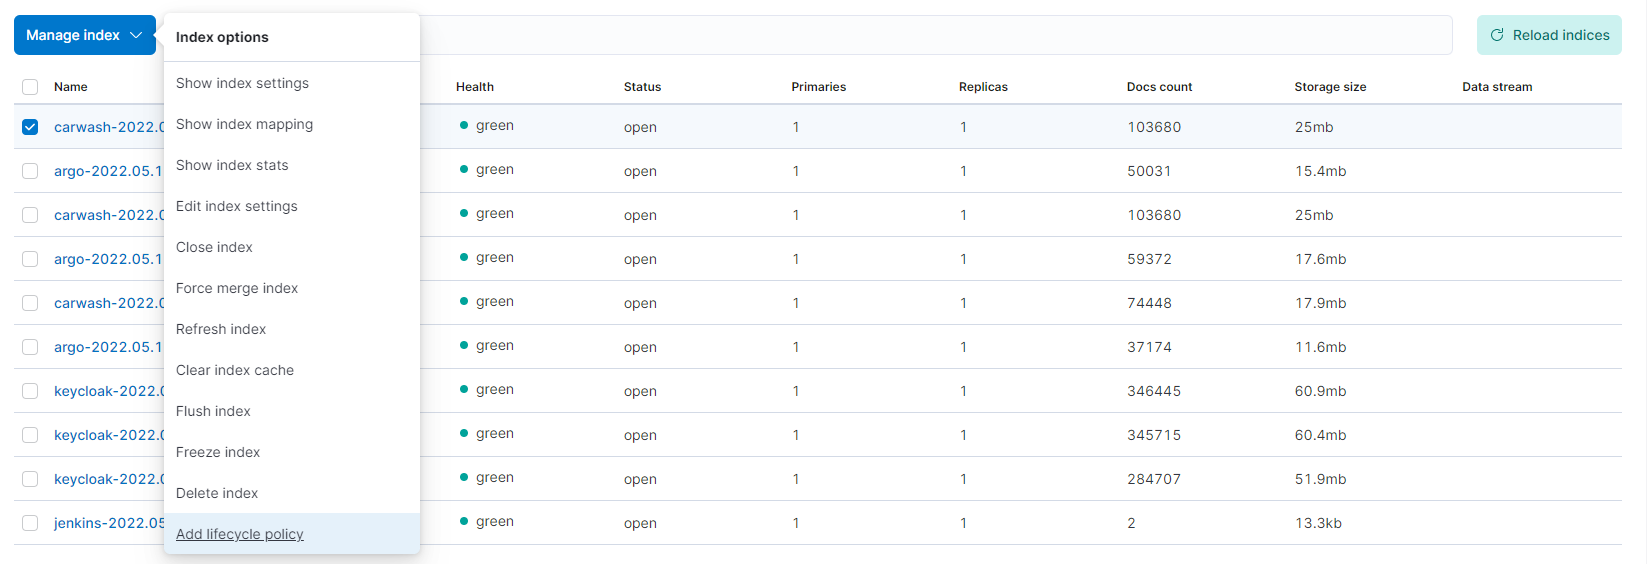 Manage index
Index options
Reload indices
Show index settings
Show index mapping
Show index stats
Edit index settings
Close index
Force merge index
Refresh index
Clear index cache
Flush index
Freeze index
Delete index
Add lifecycle policy
Name Health Status Primaries Replicas Docs count Storage size Data stream
carwash-2022.0 green open 1 1 103680 25mb
argo-2022.05.1 green open 1 1 50031 15.4mb
carwash-2022.0 green open 1 1 103680 25mb
argo-2022.05.1 green open 1 1 59372 17.6mb
carwash-2022.0 green open 1 1 74448 17.9mb
argo-2022.05.1 green open 1 1 37174 11.6mb
keycloak-2022.0 green open 1 1 346445 60.9mb
keycloak-2022.0 green open 1 1 345715 60.4mb
keycloak-2022.0 green open 1 1 284707 51.9mb
jenkins-2022.05 green open 1 1 2 13.3kb